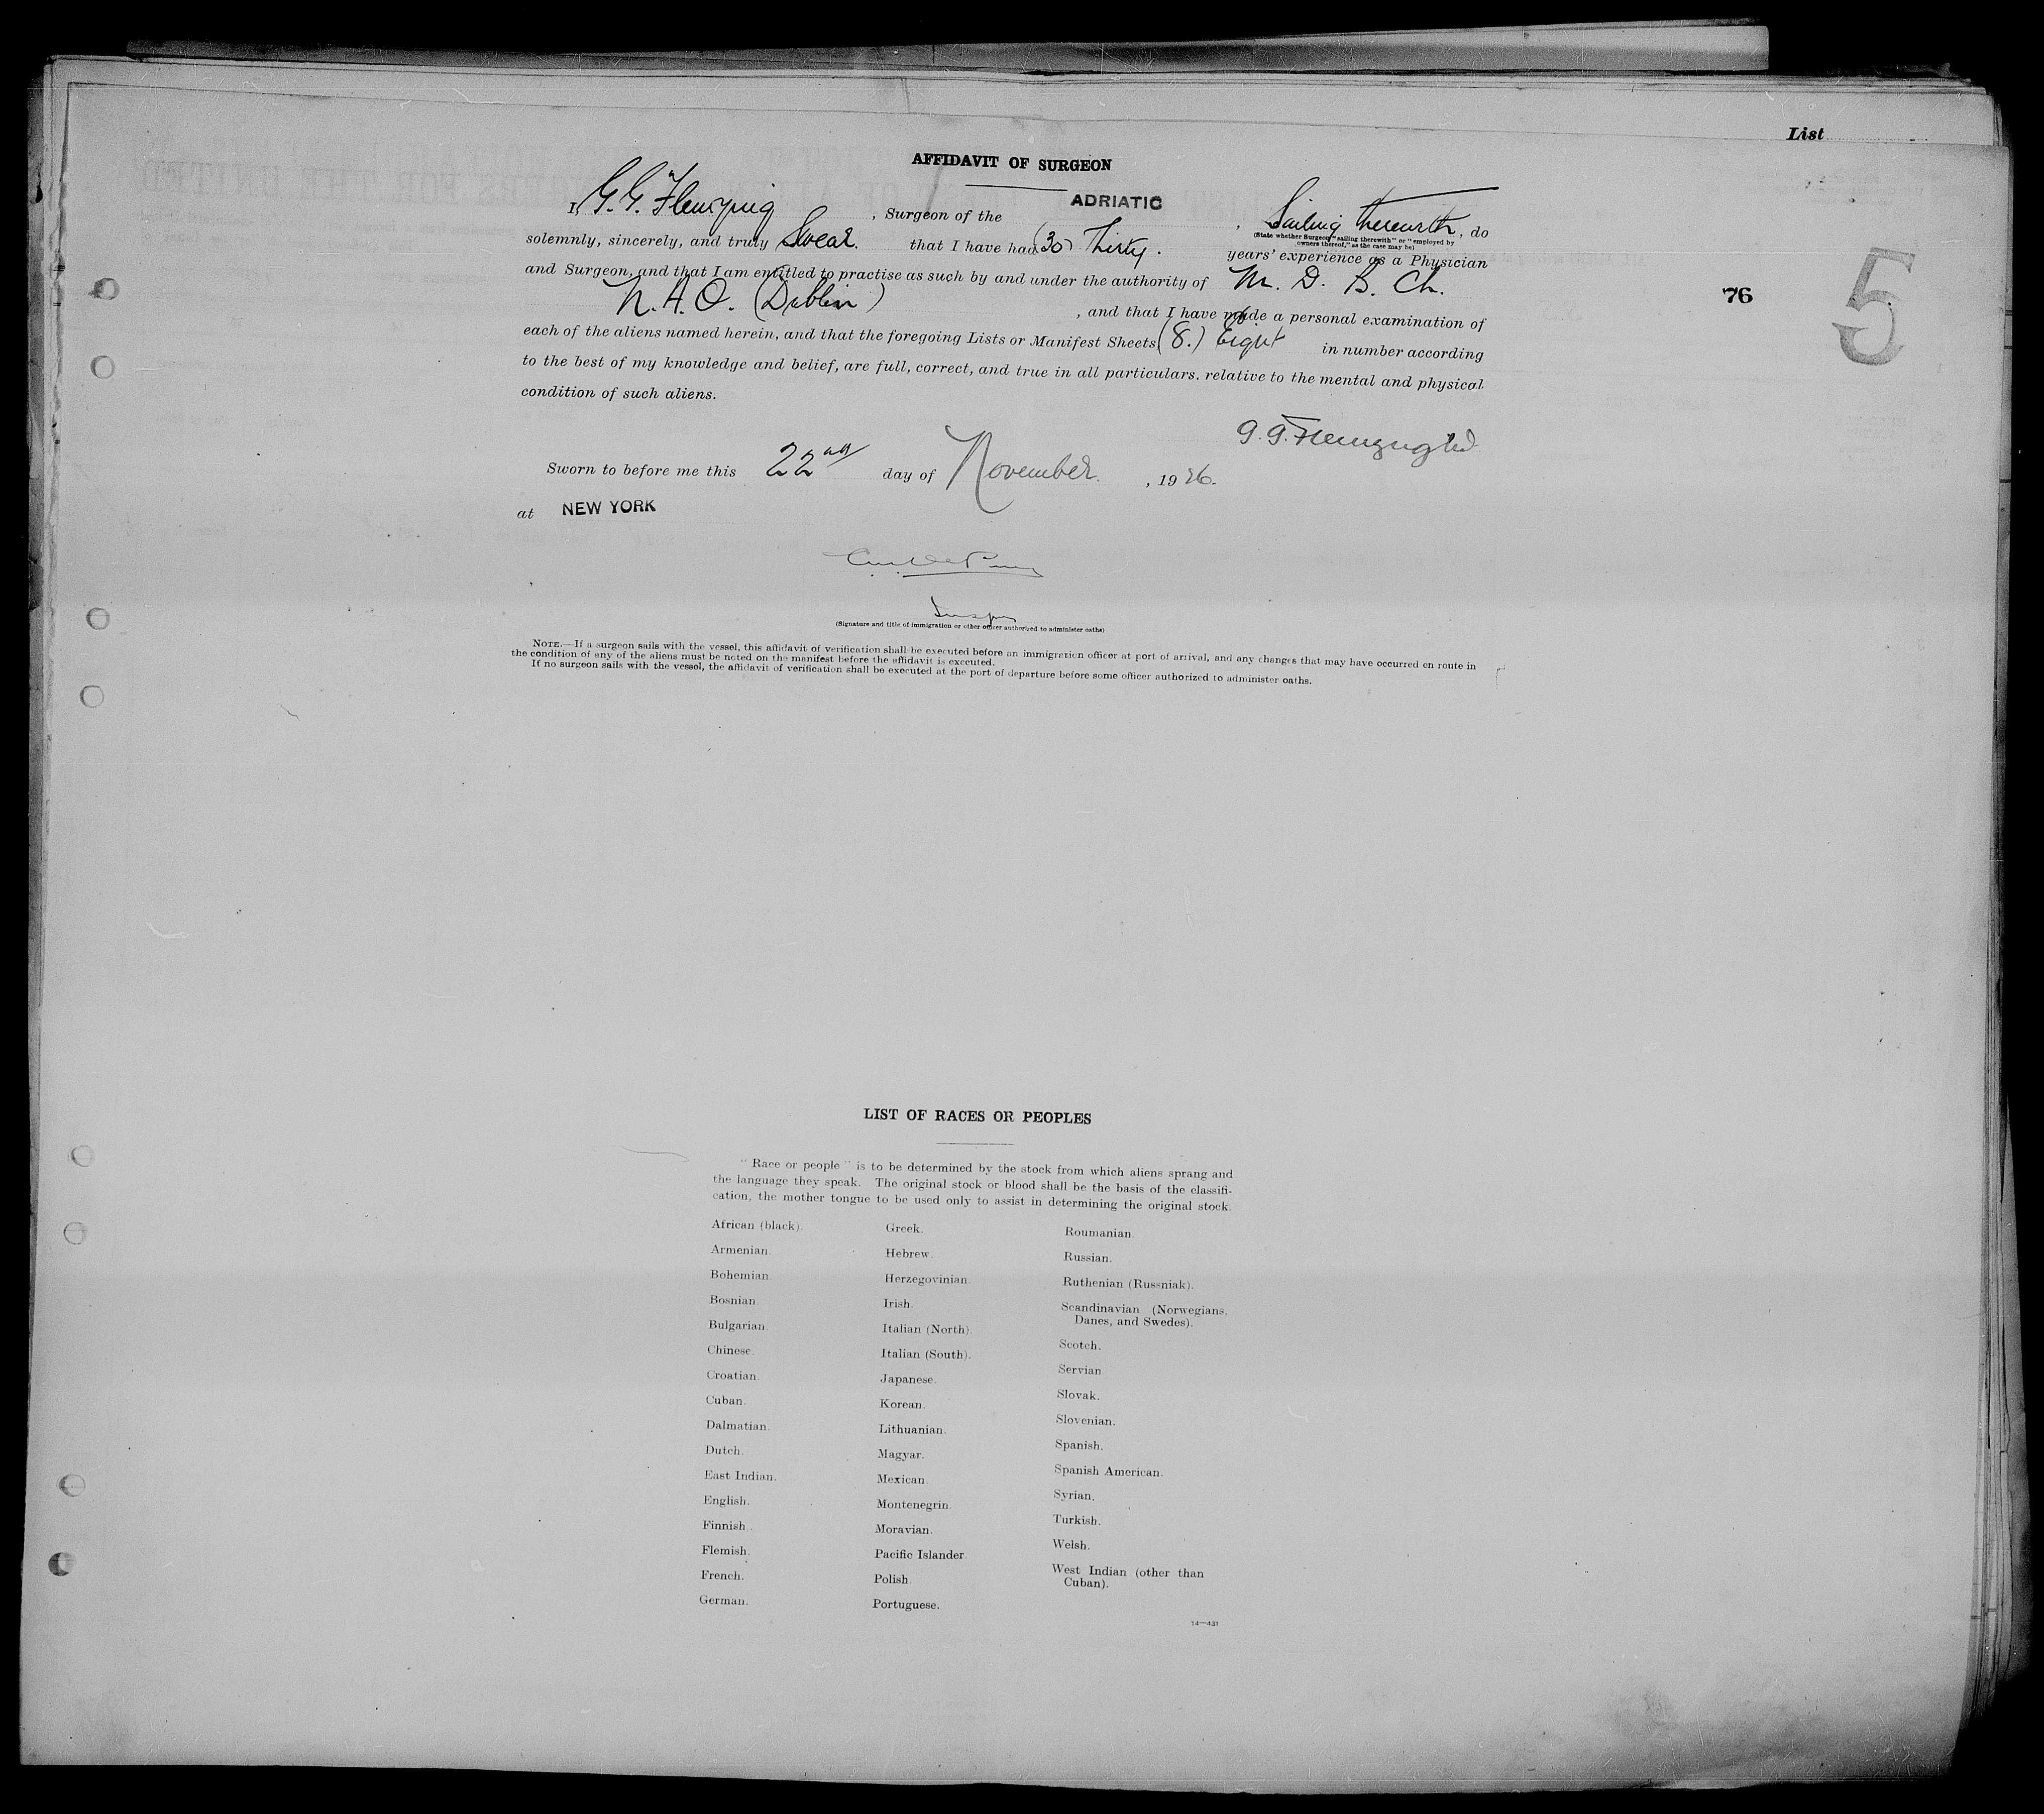 List
AFFIDAVIT OF SURGEON
I, G. G. Flemyng, Surgeon of the ADRIATIC, Sailing therewith, do
(State whether Surgeon "sailing therewith" or "employed by
owners thereof," as the case may be)
solemnly, sincerely, and truly Swear. that I have had (30) Thirty. years' experience as a Physician
and Surgeon, and that I am entitled to practise as such by and under the authority of M. D. B. Ch.
76
5
(Dublin), and that I have made a personal examination of
each of the aliens named herein, and that the foregoing Lists or Manifest Sheets (8.) Eight in number according
to the best of my knowledge and belief, are full, correct, and true in all particulars. relative to the mental and physical
condition of such aliens.
G. G. Flemyng
Sworn to before me this 22nd day of November, 1926.
at NEW YORK
(Signature and title of immigration or other officer authorized to administer oaths)
NOTE.—If a surgeon sails with the vessel, this affidavit of verification shall be executed before an immigration officer at port of arrival, and any changes that may have occurred en route in
the condition of any of the aliens must be noted on the manifest before the affidavit is executed.
If no surgeon sails with the vessel, the affidavit of verification shall be executed at the port of departure before some officer authorized to administer oaths.
LIST OF RACES OR PEOPLES
"Race or people" is to be determined by the stock from which aliens sprang and
the language they speak. The original stock or blood shall be the basis of the classifi-
cation, the mother tongue to be used only to assist in determining the original stock.
African (black).
Armenian.
Bohemian.
Bosnian.
Bulgarian.
Chinese.
Croatian.
Cuban.
Dalmatian.
Dutch.
East Indian.
English.
Finnish.
Flemish.
French.
German.
Greek.
Hebrew.
Herzegovinian.
Irish.
Italian (North).
Italian (South).
Japanese.
Korean.
Lithuanian.
Magyar.
Mexican.
Montenegrin.
Moravian.
Pacific Islander.
Polish.
Portuguese.
Roumanian.
Russian.
Ruthenian (Russniak).
Scandinavian (Norwegians,
Danes, and Swedes).
Scotch.
Servian.
Slovak.
Slovenian.
Spanish.
Spanish American.
Syrian.
Turkish.
Welsh.
West Indian (other than
Cuban).
14—431